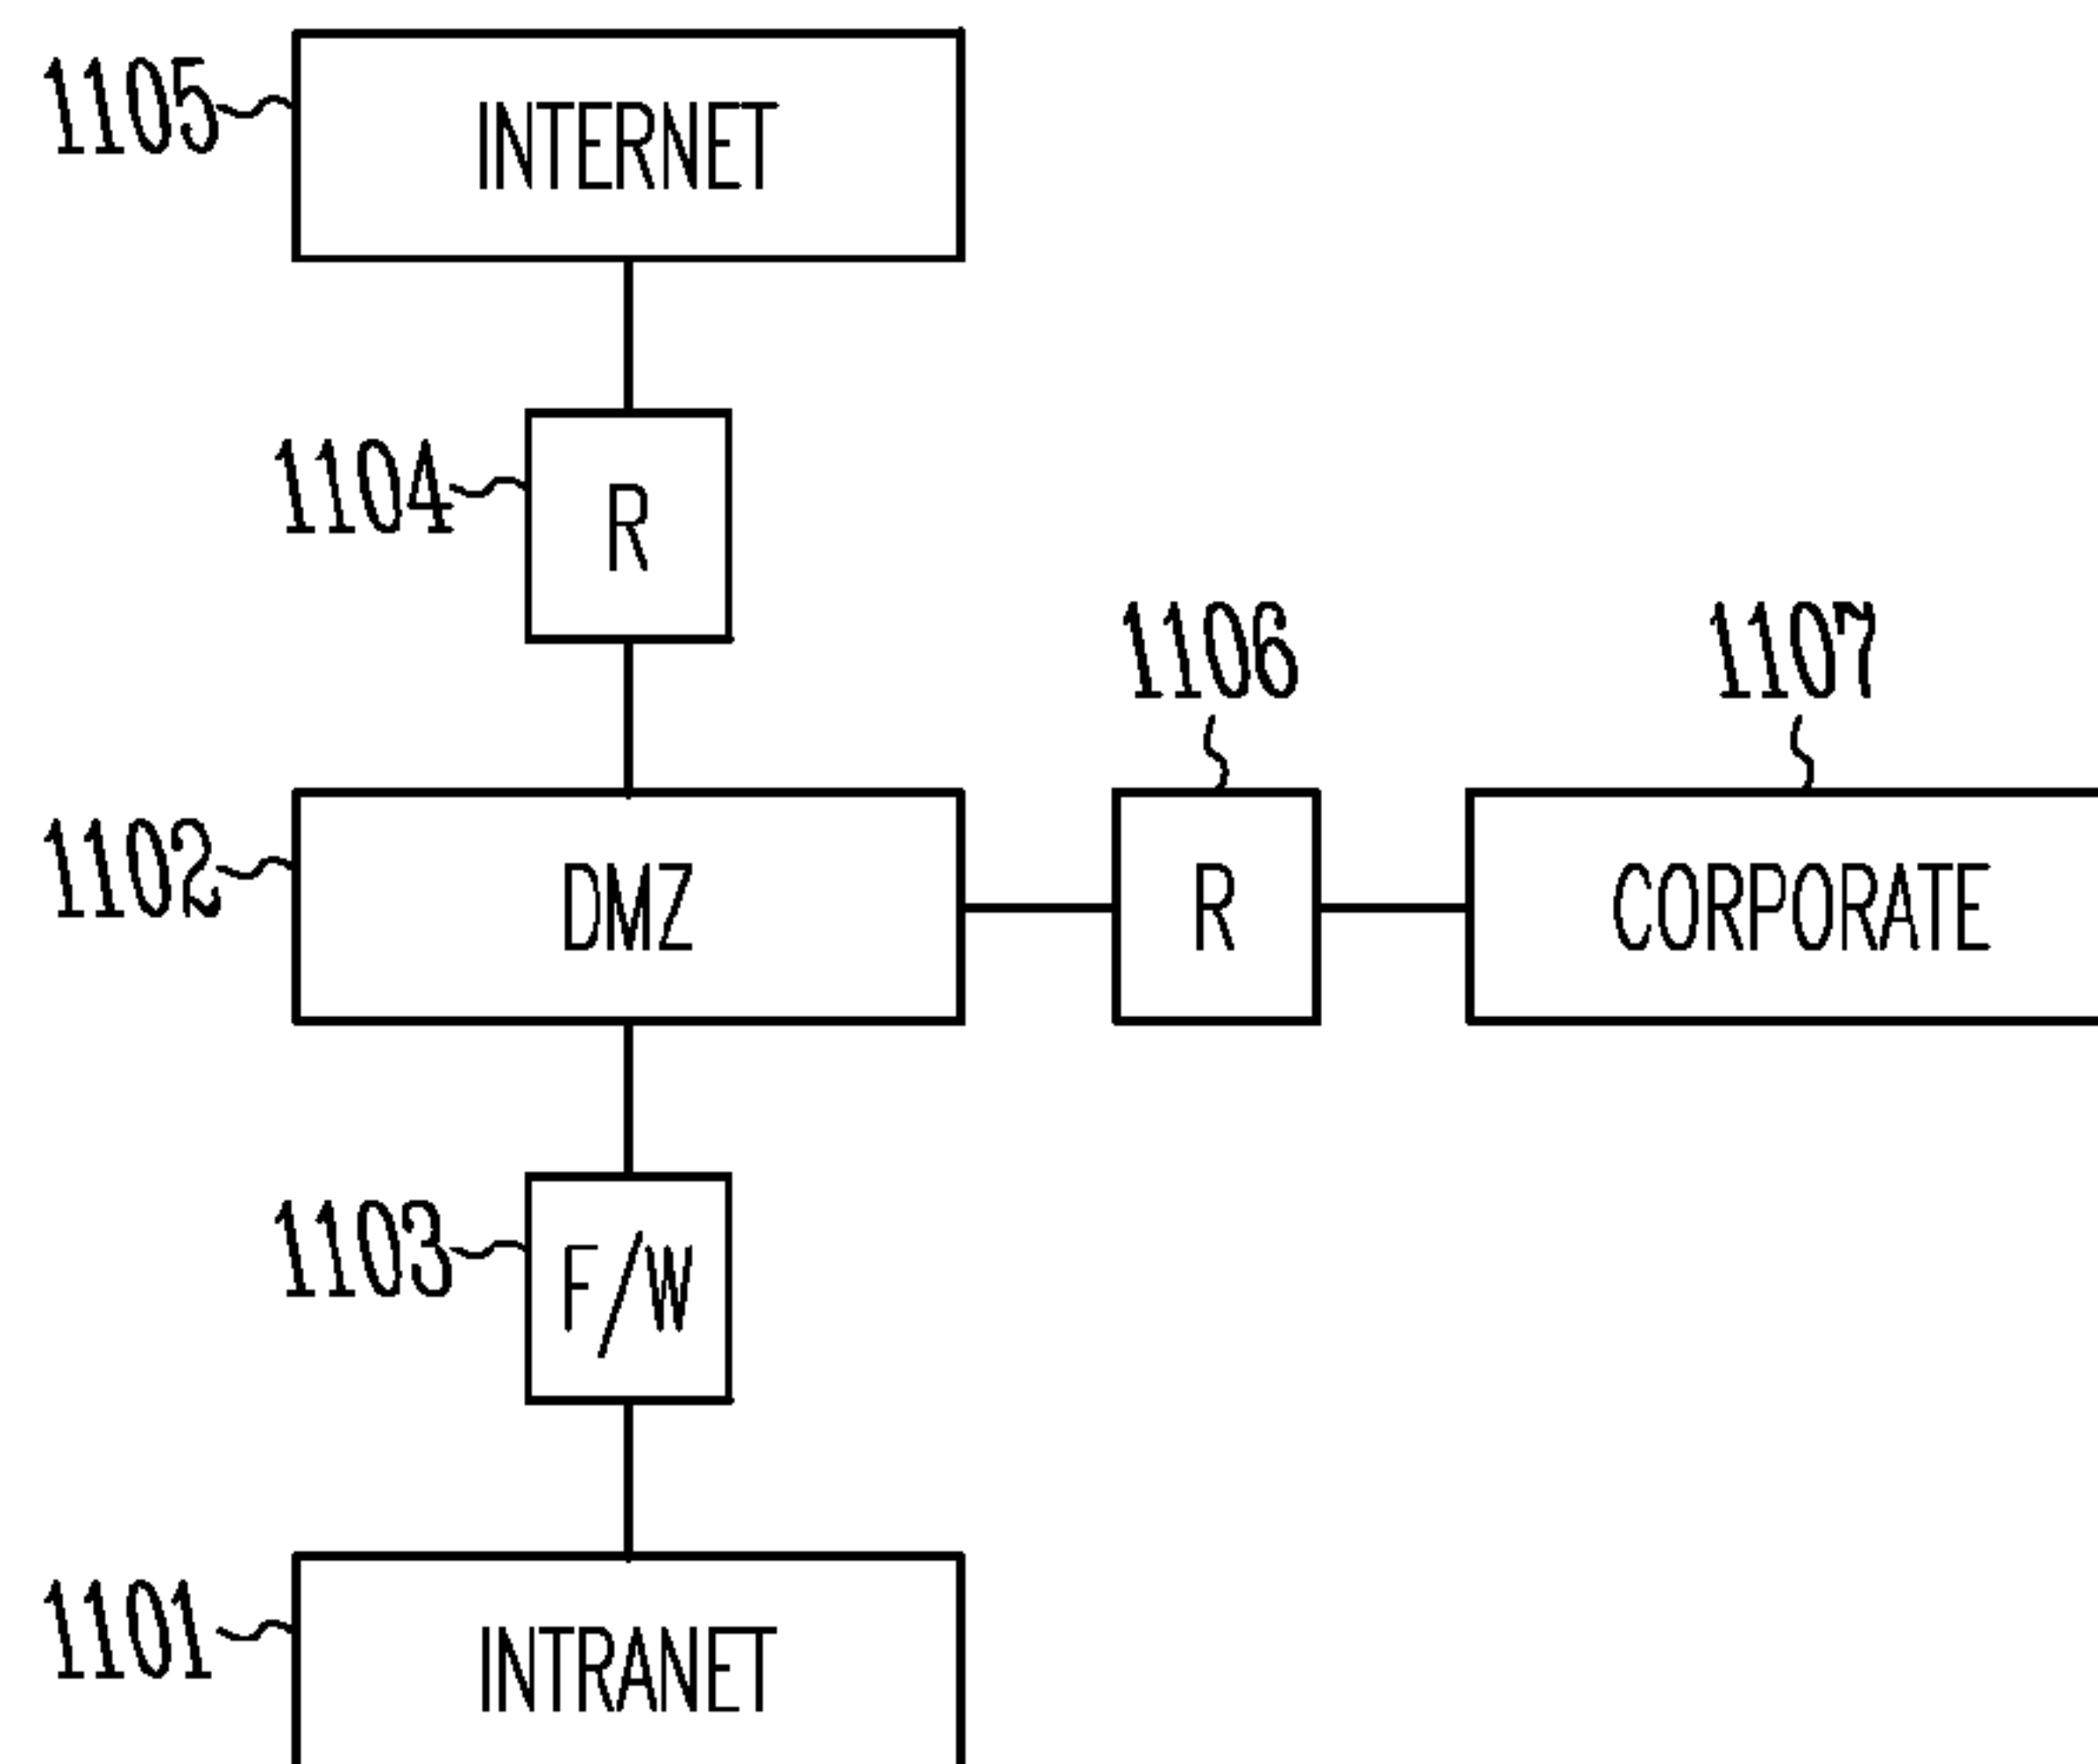 1105
INTERNET
1104
R
1106
1107
1102
DMZ
R
CORPORATE
1103
F/W
1101
INTRANET